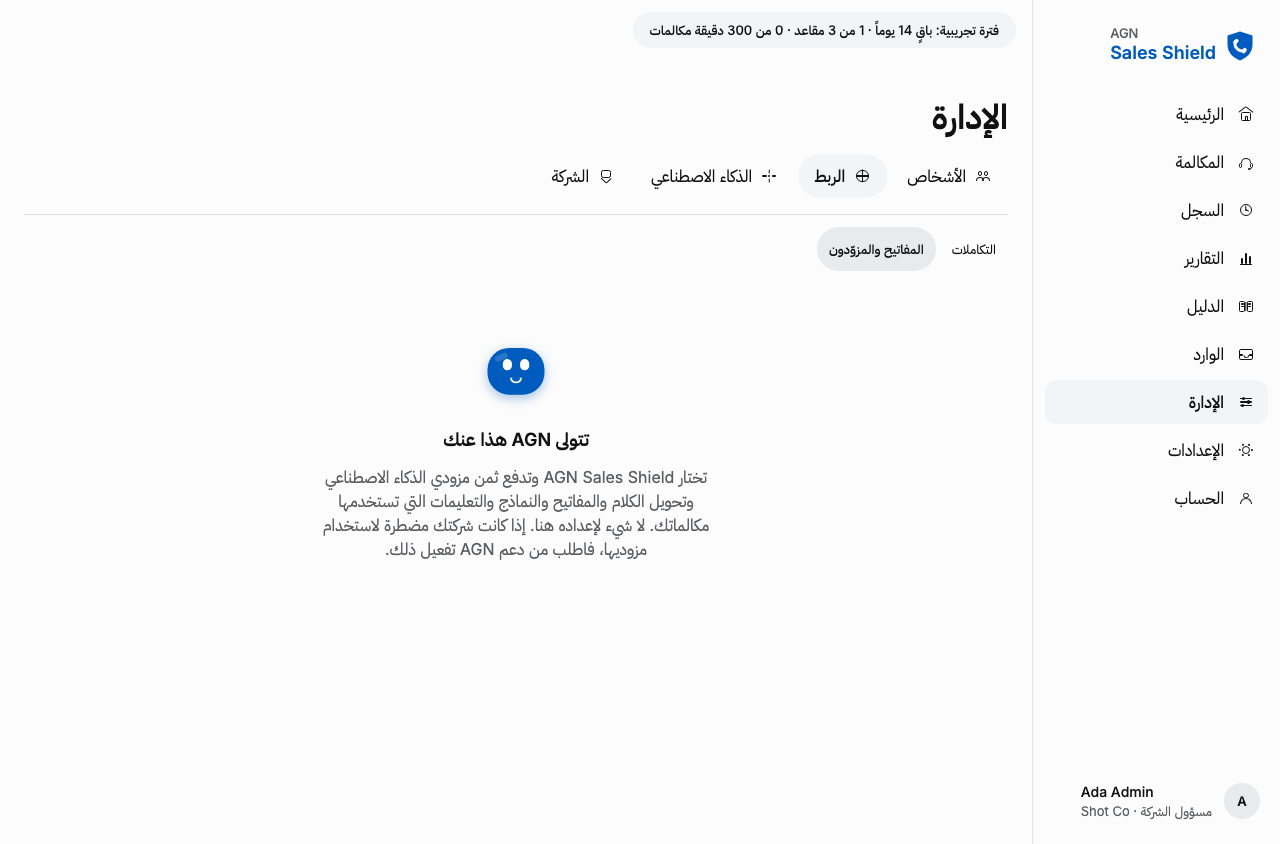 AGN
Sales Shield
الرئيسية
المكالمة
السجل
التقارير
الدليل
الوارد
الإدارة
الإعدادات
الحساب
A
Ada Admin
مسؤول الشركة · Shot Co
فترة تجريبية: باقٍ 14 يوماً · 1 من 3 مقاعد · 0 من 300 دقيقة مكالمات
الإدارة
الأشخاص
الربط
الذكاء الاصطناعي
الشركة
التكاملات
المفاتيح والمزوّدون
تتولى AGN هذا عنك
تختار AGN Sales Shield وتدفع ثمن مزودي الذكاء الاصطناعي
وتحويل الكلام والمفاتيح والنماذج والتعليمات التي تستخدمها
مكالماتك. لا شيء لإعداده هنا. إذا كانت شركتك مضطرة لاستخدام
مزوديها، فاطلب من دعم AGN تفعيل ذلك.